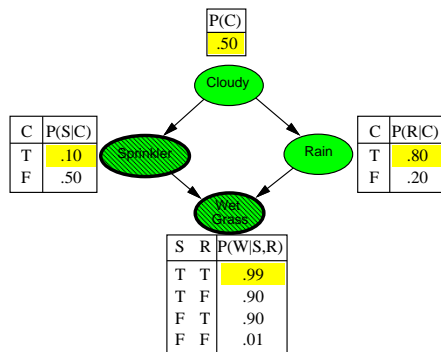 P(C)
.50
Cloudy
C P(S|C)
T .10
F .50
Sprinkler
Rain
C P(R|C)
T .80
F .20
Wet
Grass
S R P(W|S,R)
T T .99
T F .90
F T .90
F F .01